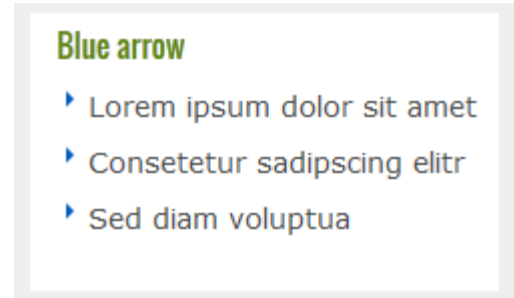 Blue arrow
Lorem ipsum dolor sit amet
Consetetur sadipscing elitr
Sed diam voluptua